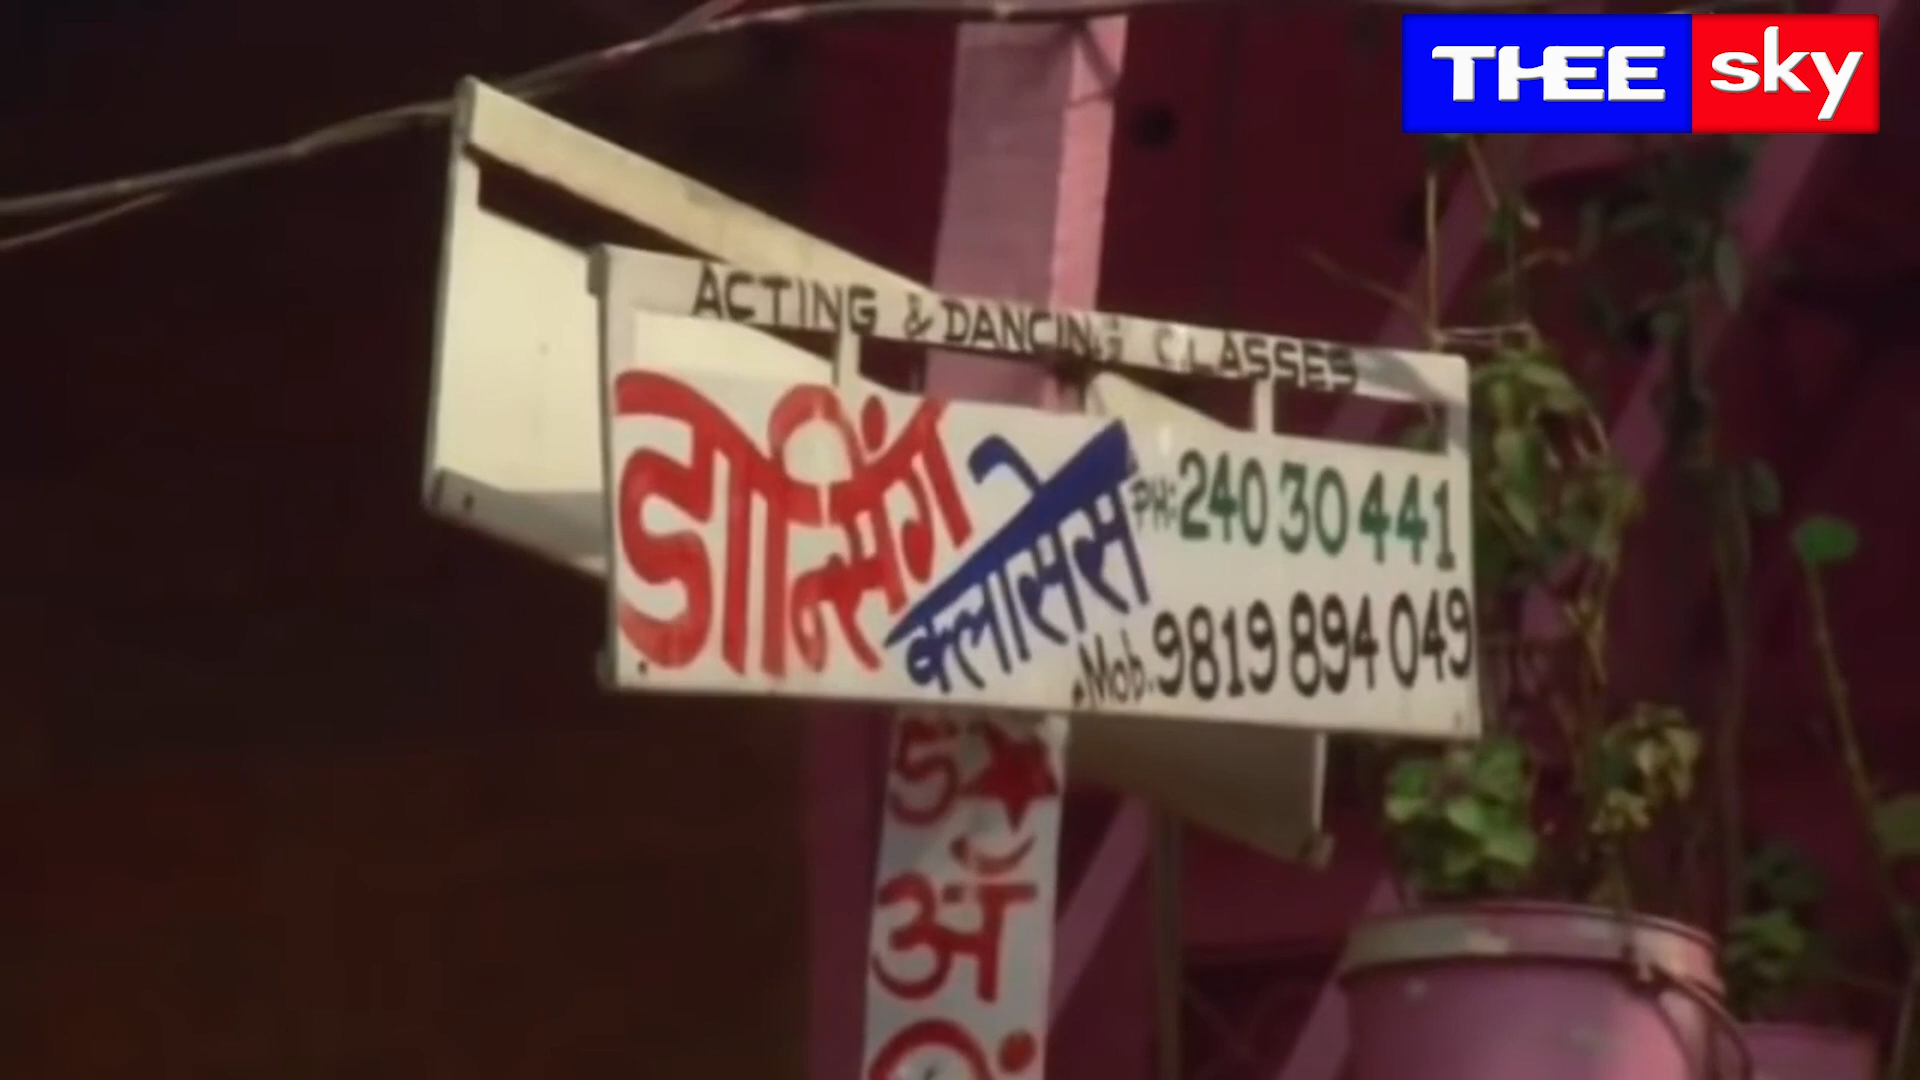 THEE sky
ACTING & DANCING CLASSES
डान्सिंग
क्लासेस
PH: 240 30 441
Mob. 9819 894 049
अ‍ॅ